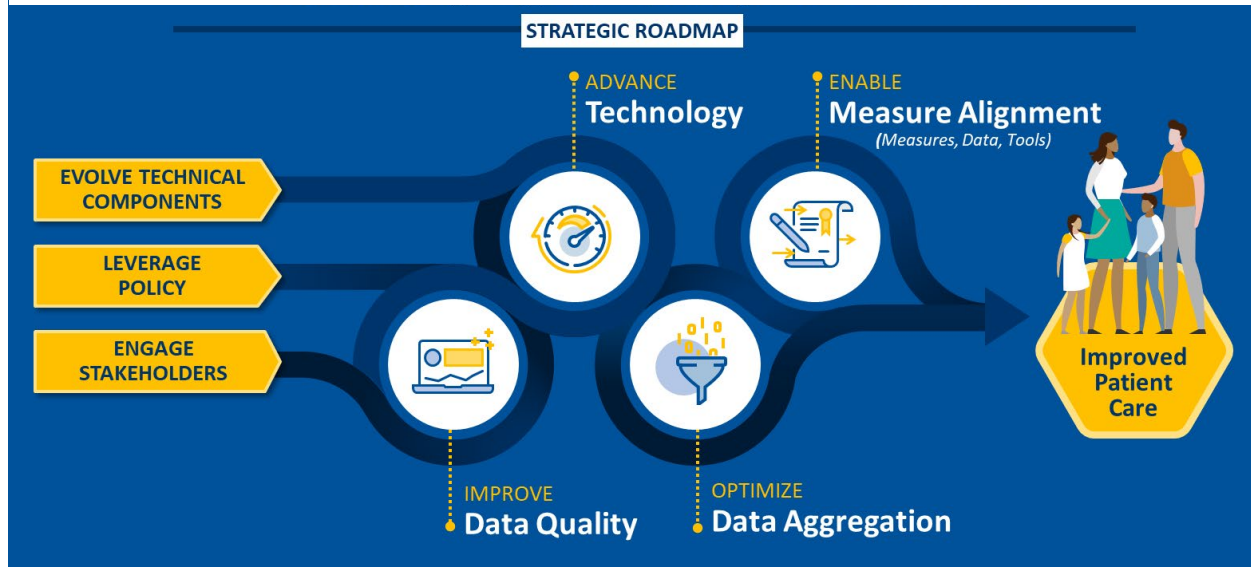 STRATEGIC ROADMAP
ADVANCE
Technology
ENABLE
Measure Alignment
(Measures, Data, Tools)
EVOLVE TECHNICAL
COMPONENTS
LEVERAGE
POLICY
ENGAGE
STAKEHOLDERS
IMPROVE
Data Quality
OPTIMIZE
Data Aggregation
Improved
Patient
Care